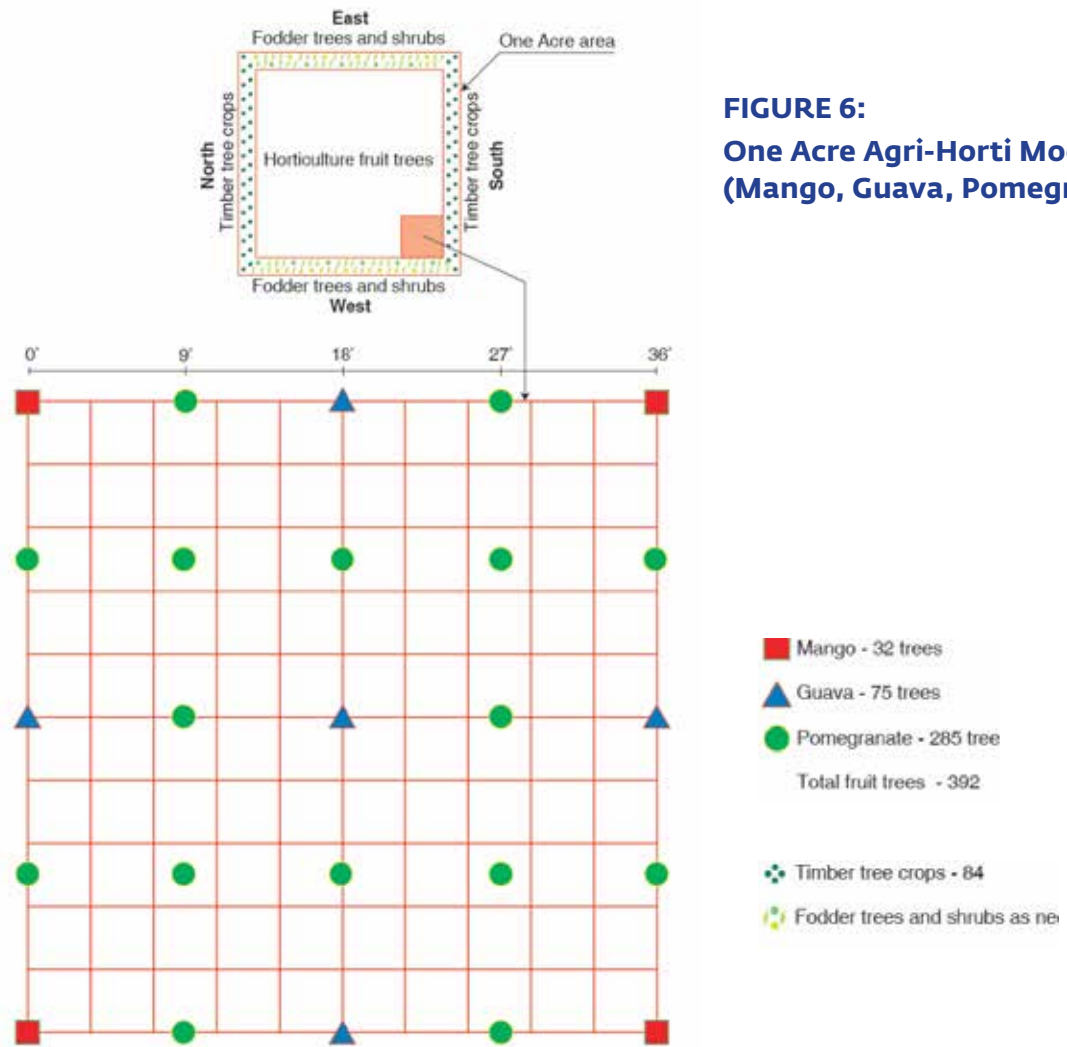 East
Fodder trees and shrubs
One Acre area
North
Timber tree crops
Horticulture fruit trees
Timber tree crops
South
Fodder trees and shrubs
West
FIGURE 6:
One Acre Agri-Horti Mo
(Mango, Guava, Pomegr
0' 9' 18' 27' 36'
Mango - 32 trees
Guava - 75 trees
Pomegranate - 285 tree
Total fruit trees - 392
Timber tree crops - 84
Fodder trees and shrubs as ne